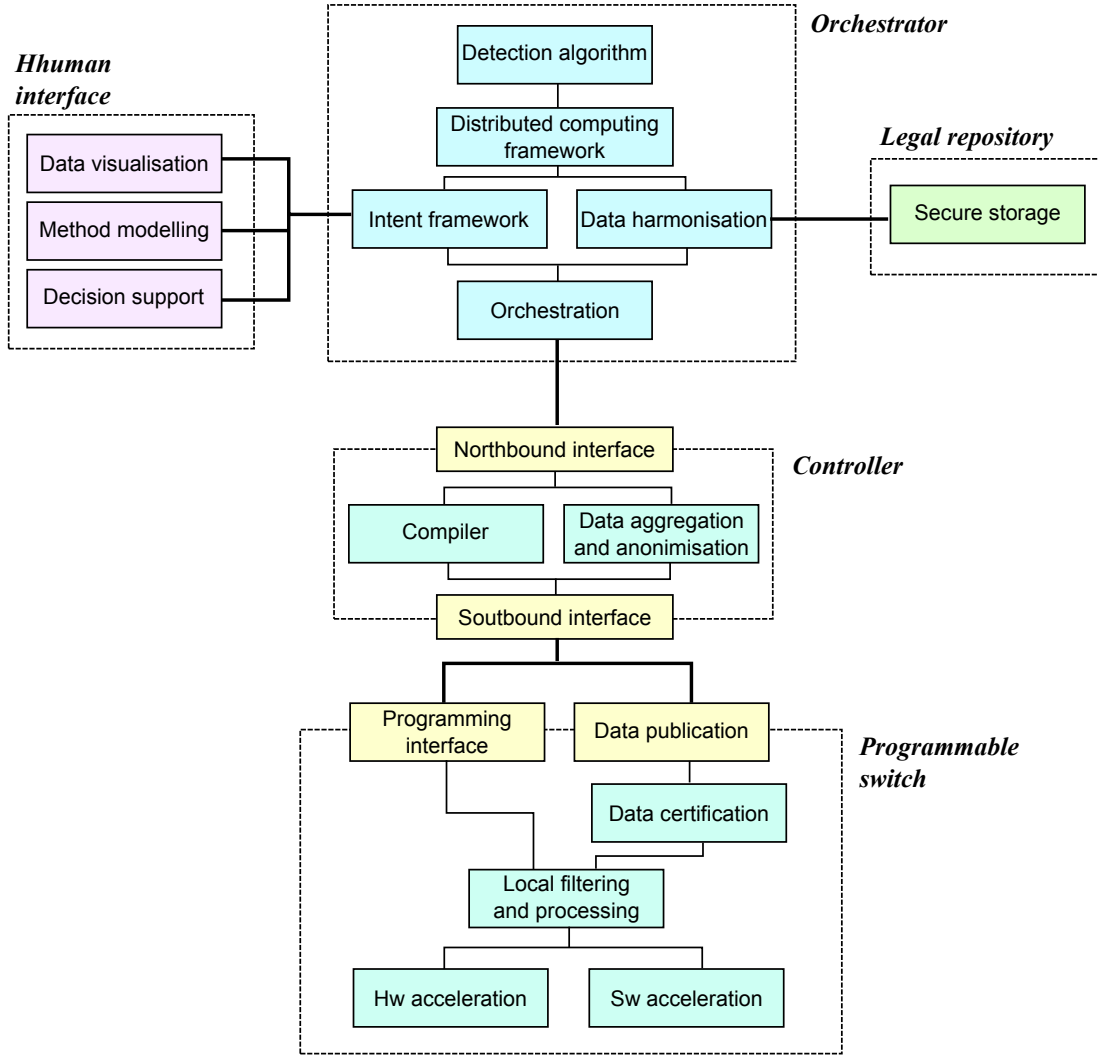 Orchestrator
Detection algorithm
Hhuman
interface
Distributed computing
framework
Legal repository
Data visualisation
Method modelling
Decision support
Intent framework
Data harmonisation
Secure storage
Orchestration
Northbound interface
Controller
Compiler
Data aggregation
and anonimisation
Soutbound interface
Programming
interface
Data publication
Programmable
switch
Data certification
Local filtering
and processing
Hw acceleration
Sw acceleration